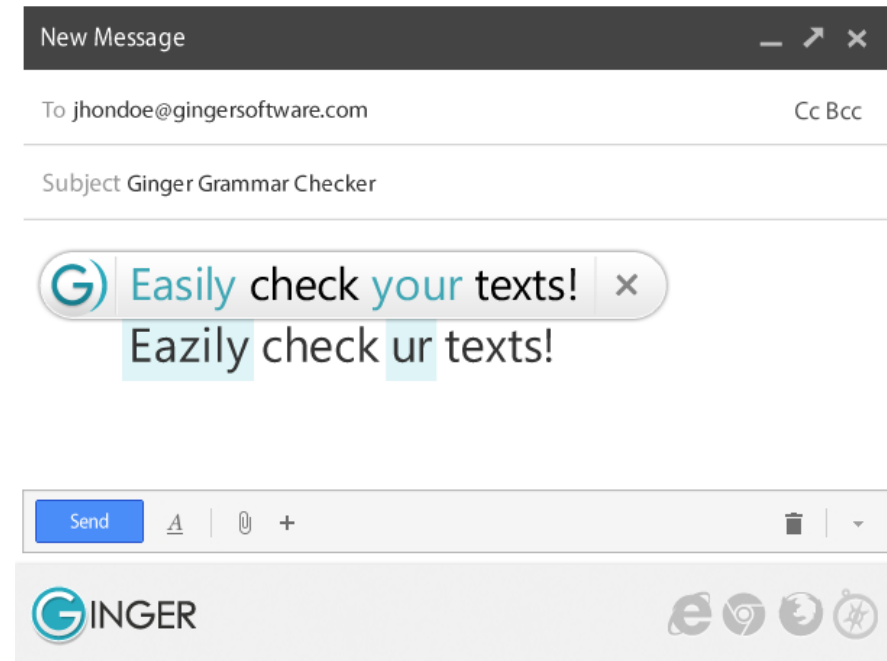 New Message
To jhondoe@gingersoftware.com Cc Bcc
Subject Ginger Grammar Checker
G Easily check your texts! ×
Eazily check ur texts!
Send A +
GINGER